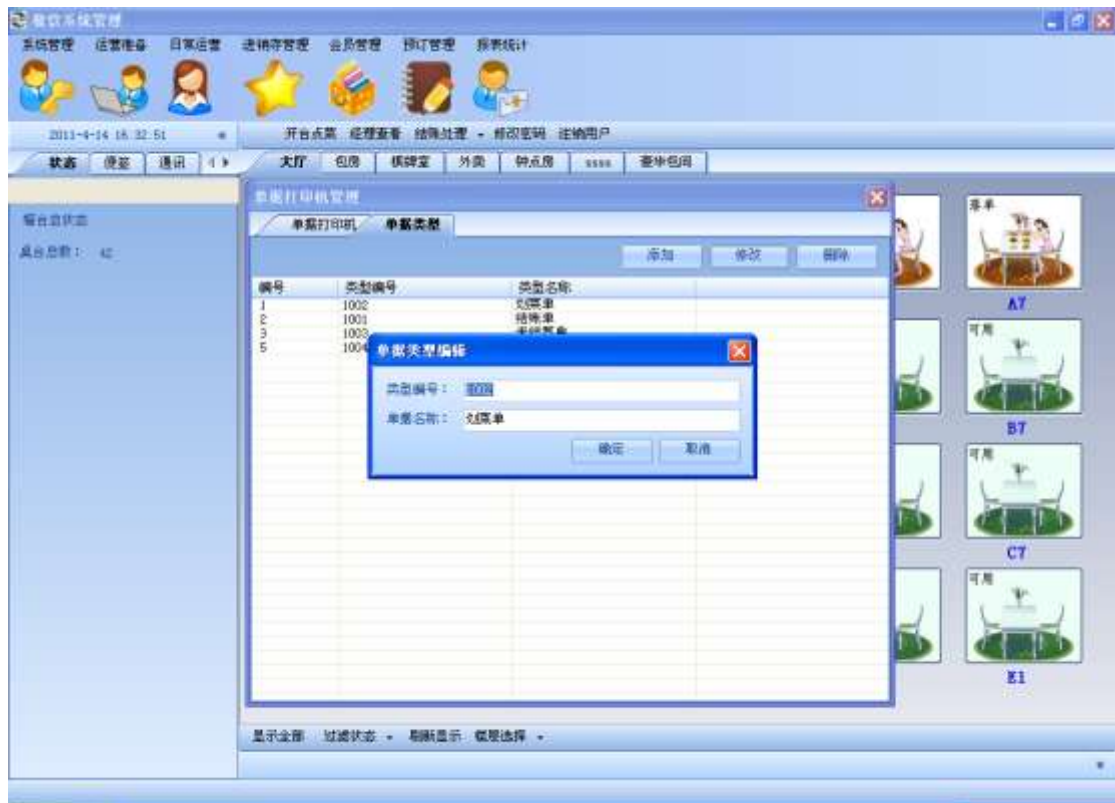 餐饮系统管理
系统管理 运营准备 日常运营 进销存管理 会员管理 预订管理 报表统计
2011-4-14 16:32:51
开台点菜 经理查看 结账处理 修改密码 注销用户
状态 便签 通讯
大厅 包房 棋牌室 外卖 钟点房 ssss 豪华包间
餐台总状态
桌台总数： 42
单据打印机管理
单据打印机 单据类型
添加 修改 删除
编号 类型编号 类型名称
1 1002 划菜单
2 1001 结账单
3 1003
5 1004
单据类型编辑
类型编号： 1002
单据名称： 划菜单
确定 取消
落单
A7
可用
B7
可用
C7
可用
E1
显示全部 过滤状态 刷新显示 楼层选择